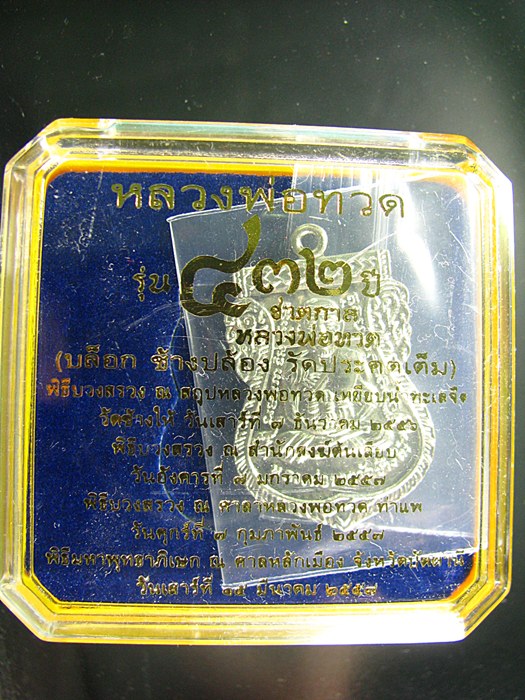 หลวงพ่อทวด
รุ่น ๔๓๒ ปี
ชาตกาล
หลวงพ่อทวด
(บล็อก ช้างปล้อง รัดประคดเต็ม)
พิธีบวงสรวง ณ สถูปหลวงพ่อทวด เหยียบน้ำ ทะเลจืด
วัดช้างให้ วันเสาร์ที่ ๗ ธันวาคม ๒๕๕๖
พิธีบวงสรวง ณ สำนักสงฆ์ต้นเลียบ
วันอังคารที่ ๗ มกราคม ๒๕๕๗
พิธีบวงสรวง ณ ศาลาหลวงพ่อทวด ท่าแพ
วันศุกร์ที่ ๗ กุมภาพันธ์ ๒๕๕๗
พิธีมหาพุทธาภิเษก ณ ศาลหลักเมือง จังหวัดปัตตานี
วันเสาร์ที่ มีนาคม ๒๕๕๗